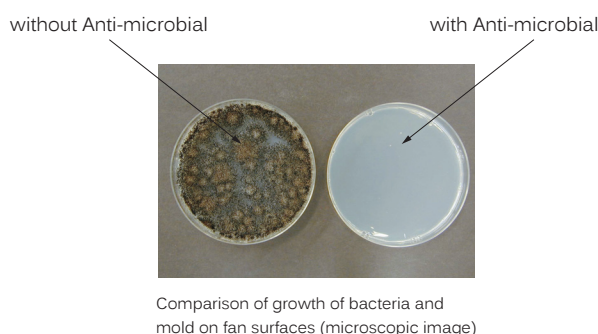 without Anti-microbial
with Anti-microbial
Comparison of growth of bacteria and
mold on fan surfaces (microscopic image)